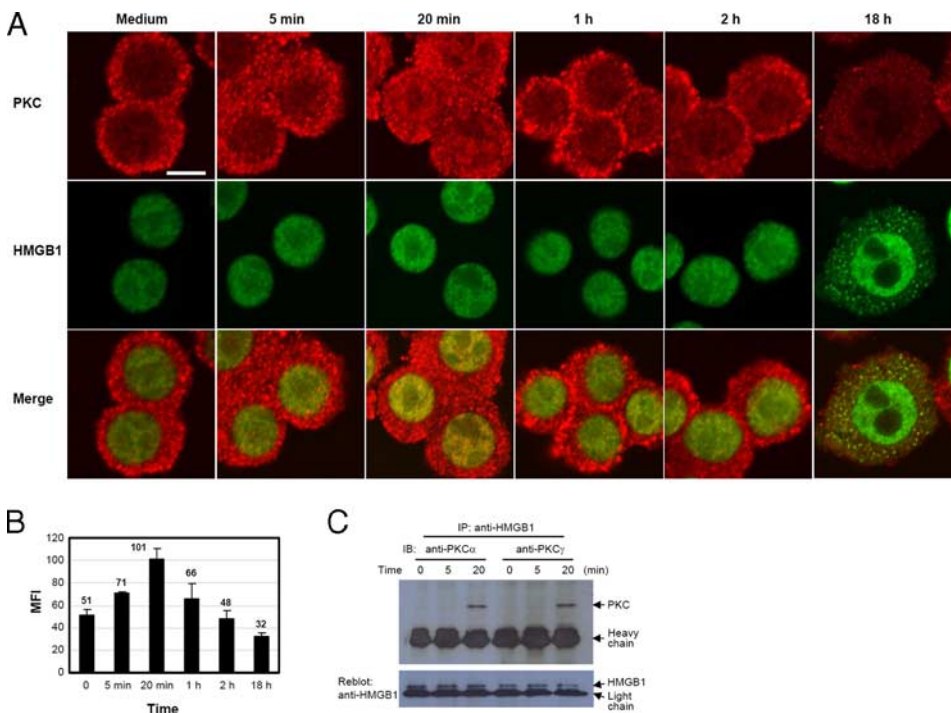 A
Medium 5 min 20 min 1 h 2 h 18 h
PKC
HMGB1
Merge
B
120
100
80
60
40
20
0
MFI
51
71
101
66
48
32
0 5 min 20 min 1 h 2 h 18 h
Time
C
IP: anti-HMGB1
IB: anti-PKCα anti-PKCγ
Time 0 5 20 0 5 20 (min)
PKC
Heavy
chain
Reblot:
anti-HMGB1
HMGB1
Light
chain